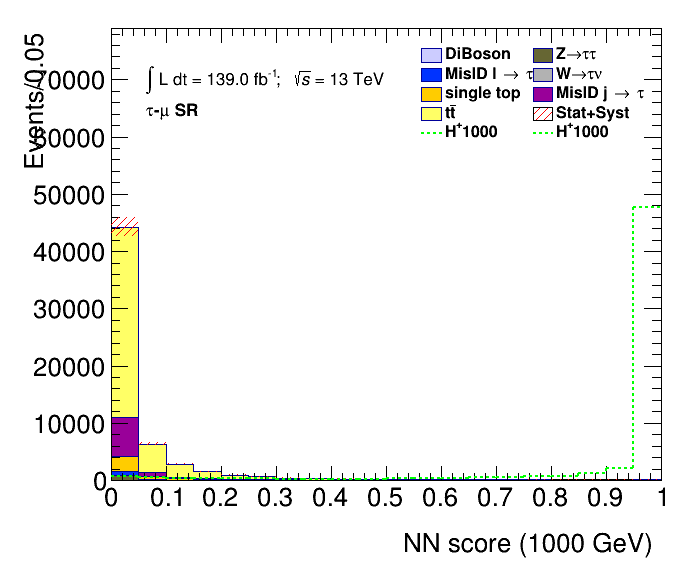 Events/0.05
70000
60000
50000
40000
30000
20000
10000
0
∫ L dt = 139.0 fb⁻¹; √s = 13 TeV
τ-μ SR
DiBoson Z→ττ
MisID l → τ W→τν
single top MisID j → τ
tt̄ Stat+Syst
H⁺1000 H⁺1000
0 0.1 0.2 0.3 0.4 0.5 0.6 0.7 0.8 0.9 1
NN score (1000 GeV)